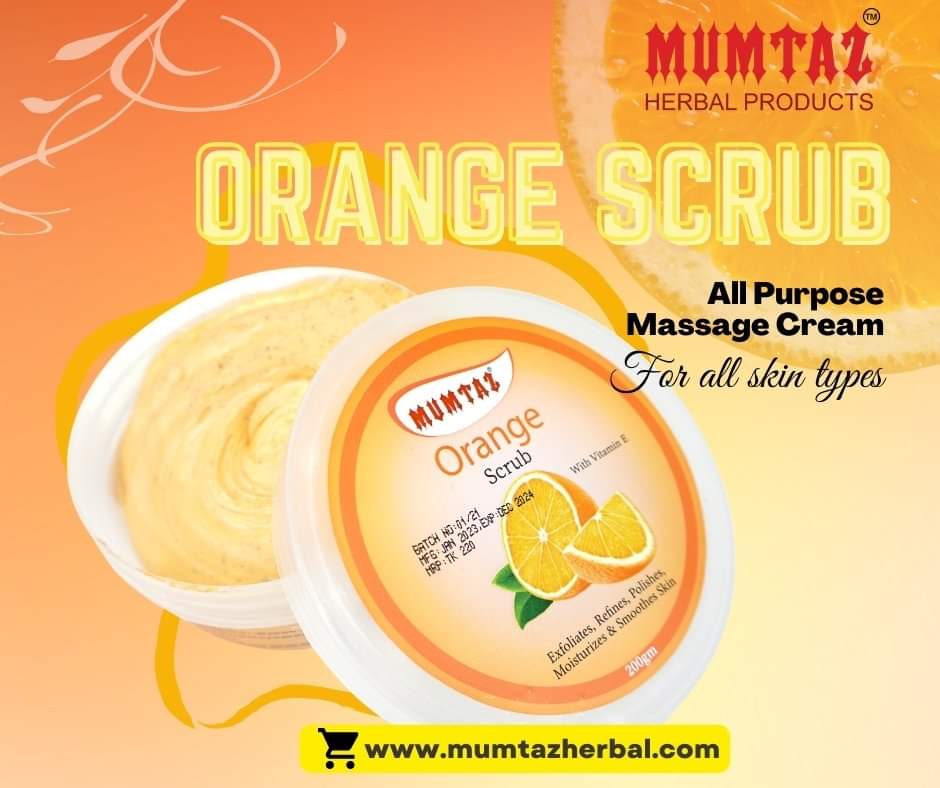 MUMTAZ™
HERBAL PRODUCTS
ORANGE SCRUB
All Purpose
Massage Cream
For all skin types
MUMTAZ®
Orange
Scrub
With Vitamin E
BATCH NO:01/21
MFG:JAN 2023,EXP:DEC 2024
MRP:TK 220
Exfoliates, Refines, Polishes,
Moisturizes & Smoothes Skin
200gm
www.mumtazherbal.com